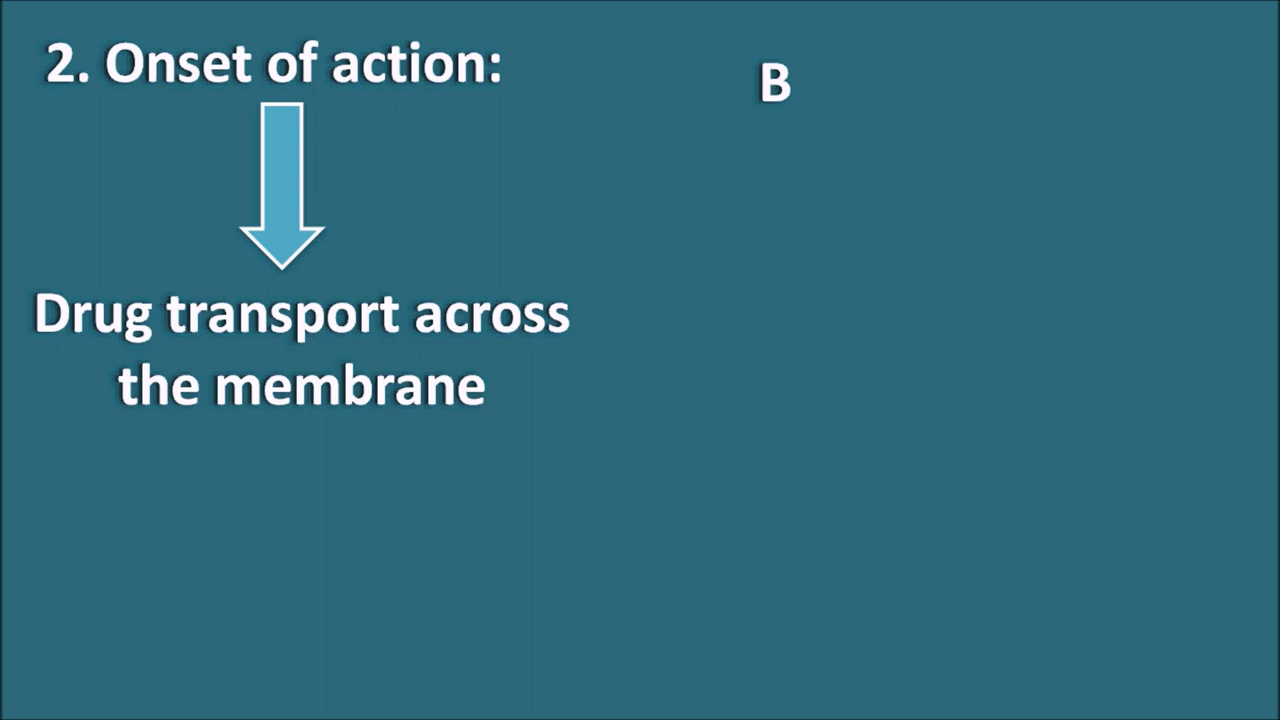 2. Onset of action:
B
Drug transport across
the membrane